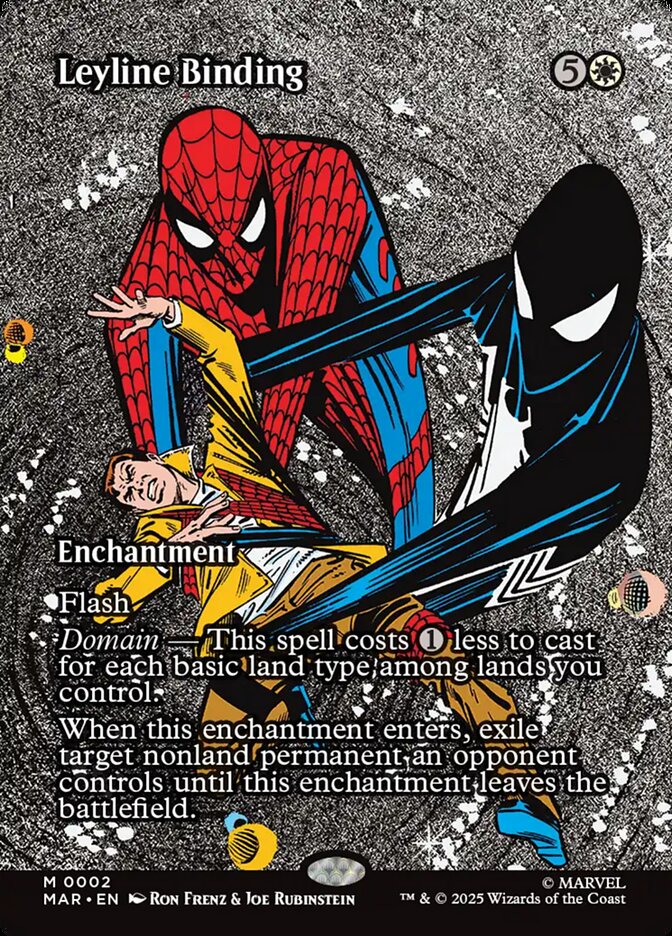 Leyline Binding
5
Enchantment
Flash
Domain — This spell costs 1 less to cast
for each basic land type among lands you
control.
When this enchantment enters, exile
target nonland permanent an opponent
controls until this enchantment leaves the
battlefield.
M 0002
© MARVEL
MAR • EN Ron Frenz & Joe Rubinstein
™ & © 2025 Wizards of the Coast